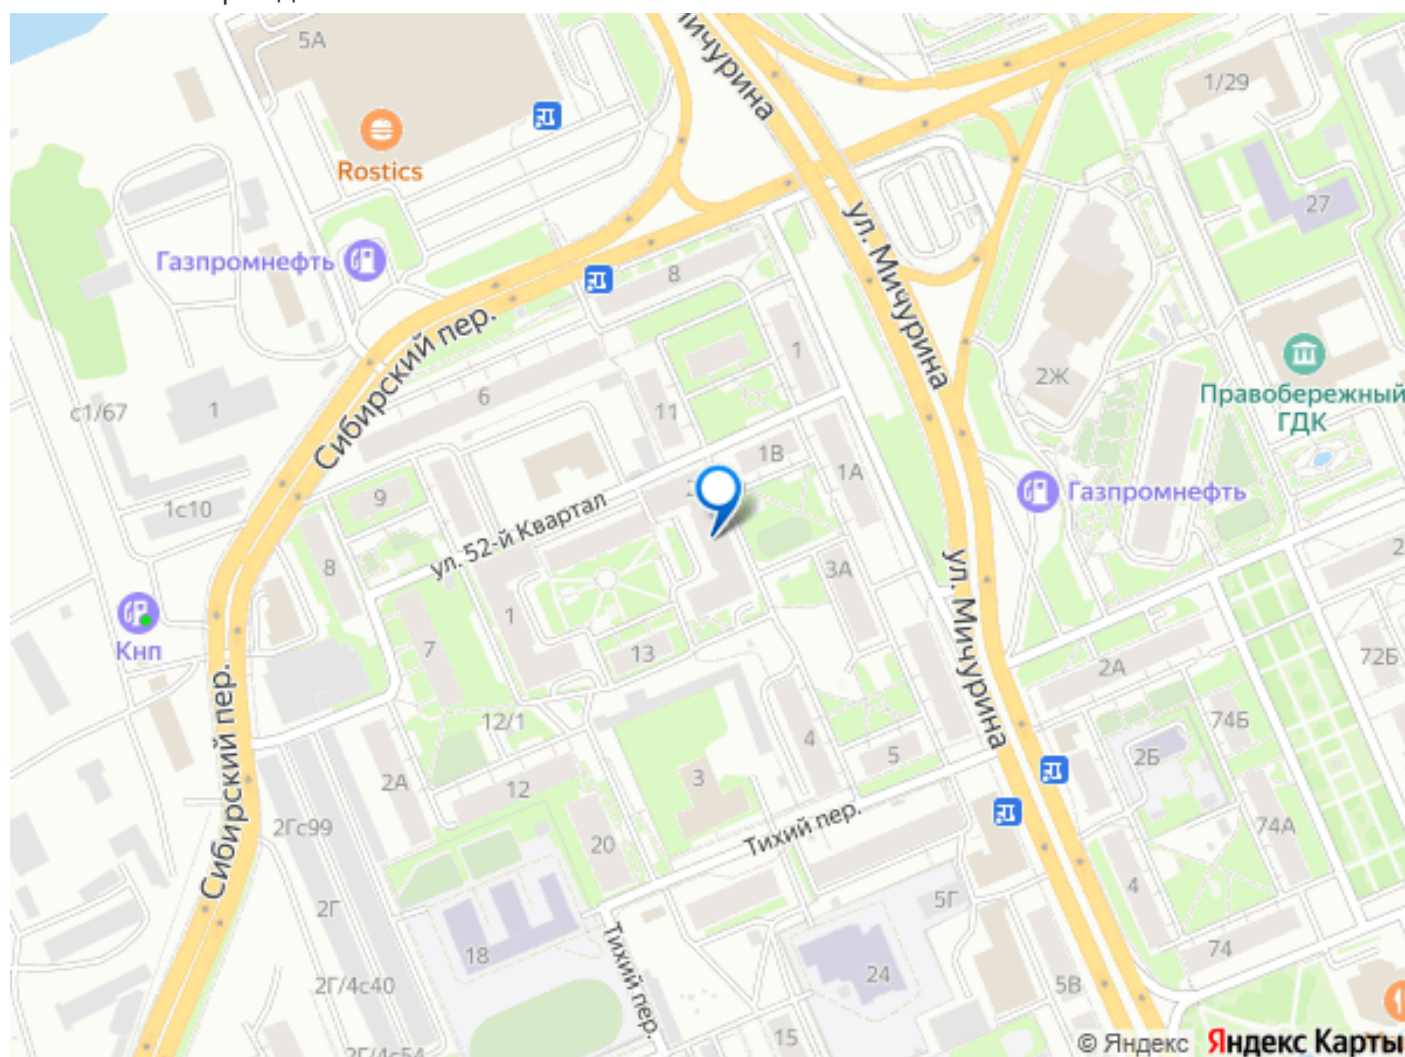 5А
Rostics
Газпромнефть
ул. Мичурина
1/29
27
8
Сибирский пер.
ул. Мичурина
1
2Ж
Правобережный
ГДК
с1/67
1
6
11
1В
1А
Газпромнефть
9
1с10
ул. 52-й Квартал
8
3А
ул. Мичурина
Кнп
1
7
13
2А
72Б
Сибирский пер.
12/1
4
5
74Б
2Б
2А
12
3
Тихий пер.
74А
2Гс99
20
4
5Г
2Г
Тихий пер.
18
24
74
2Г/4с40
5В
15
2Г/4с54
© Яндекс Яндекс Карты